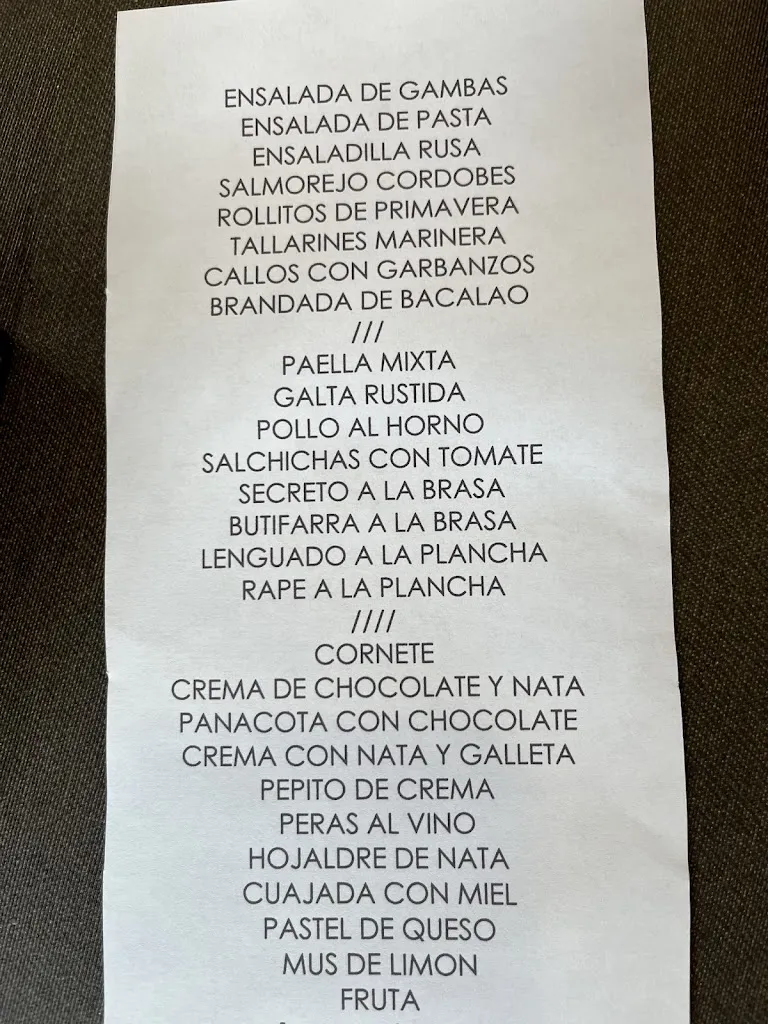 ENSALADA DE GAMBAS
ENSALADA DE PASTA
ENSALADILLA RUSA
SALMOREJO CORDOBES
ROLLITOS DE PRIMAVERA
TALLARINES MARINERA
CALLOS CON GARBANZOS
BRANDADA DE BACALAO
///
PAELLA MIXTA
GALTA RUSTIDA
POLLO AL HORNO
SALCHICHAS CON TOMATE
SECRETO A LA BRASA
BUTIFARRA A LA BRASA
LENGUADO A LA PLANCHA
RAPE A LA PLANCHA
////
CORNETE
CREMA DE CHOCOLATE Y NATA
PANACOTA CON CHOCOLATE
CREMA CON NATA Y GALLETA
PEPITO DE CREMA
PERAS AL VINO
HOJALDRE DE NATA
CUAJADA CON MIEL
PASTEL DE QUESO
MUS DE LIMON
FRUTA